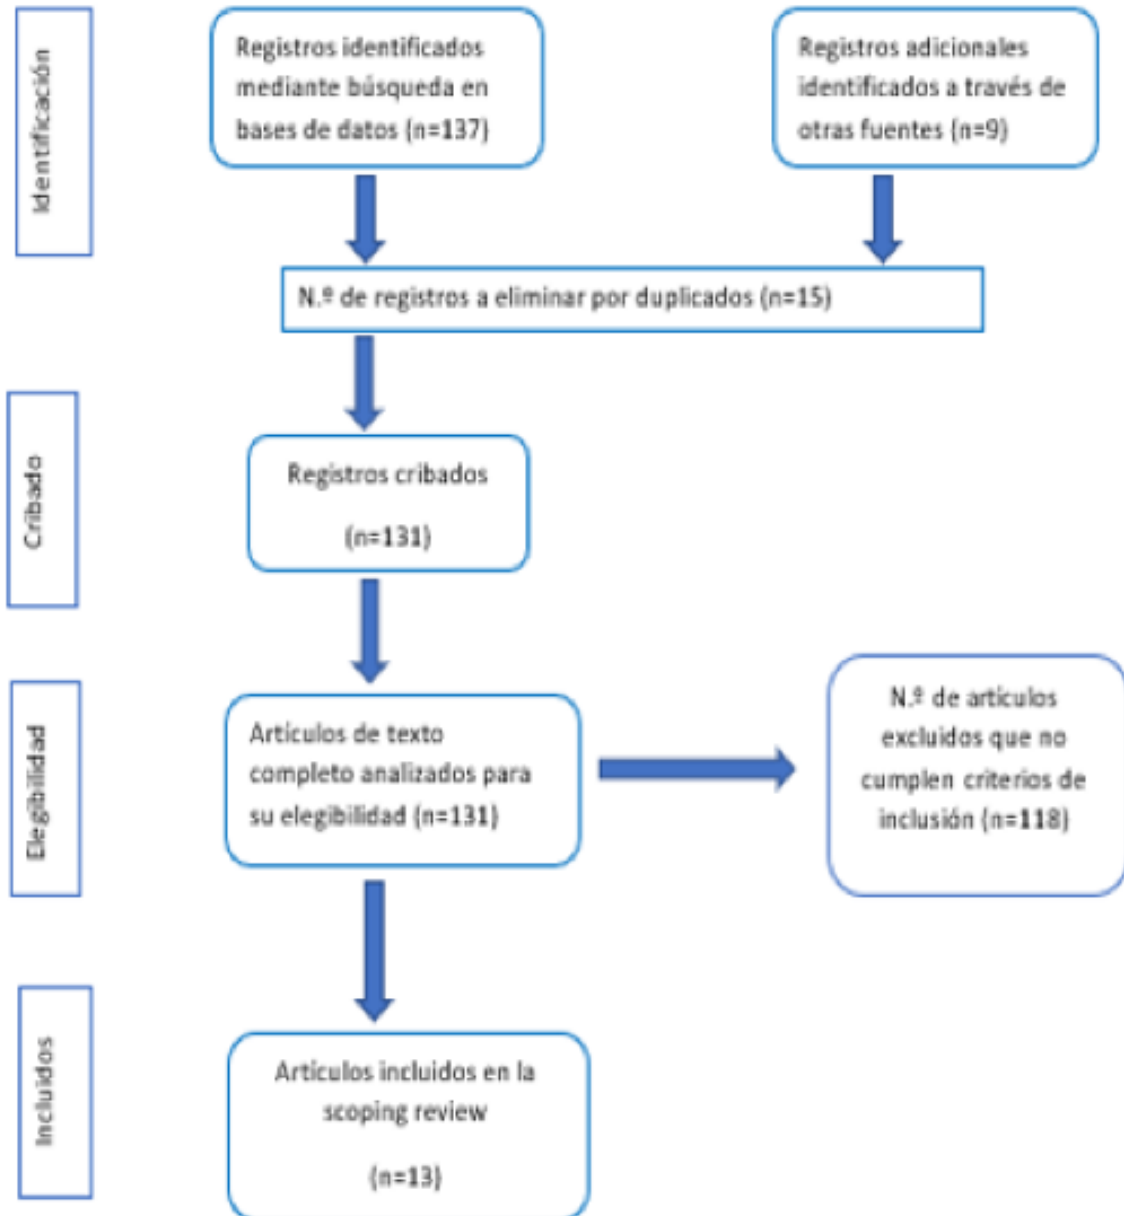 Identificación
Registros identificados
mediante búsqueda en
bases de datos (n=137)
Registros adicionales
identificados a través de
otras fuentes (n=9)
N.º de registros a eliminar por duplicados (n=15)
Cribado
Registros cribados
(n=131)
Elegibilidad
Artículos de texto
completo analizados para
su elegibilidad (n=131)
N.º de artículos
excluidos que no
cumplen criterios de
inclusión (n=118)
Incluidos
Artículos incluidos en la
scoping review
(n=13)